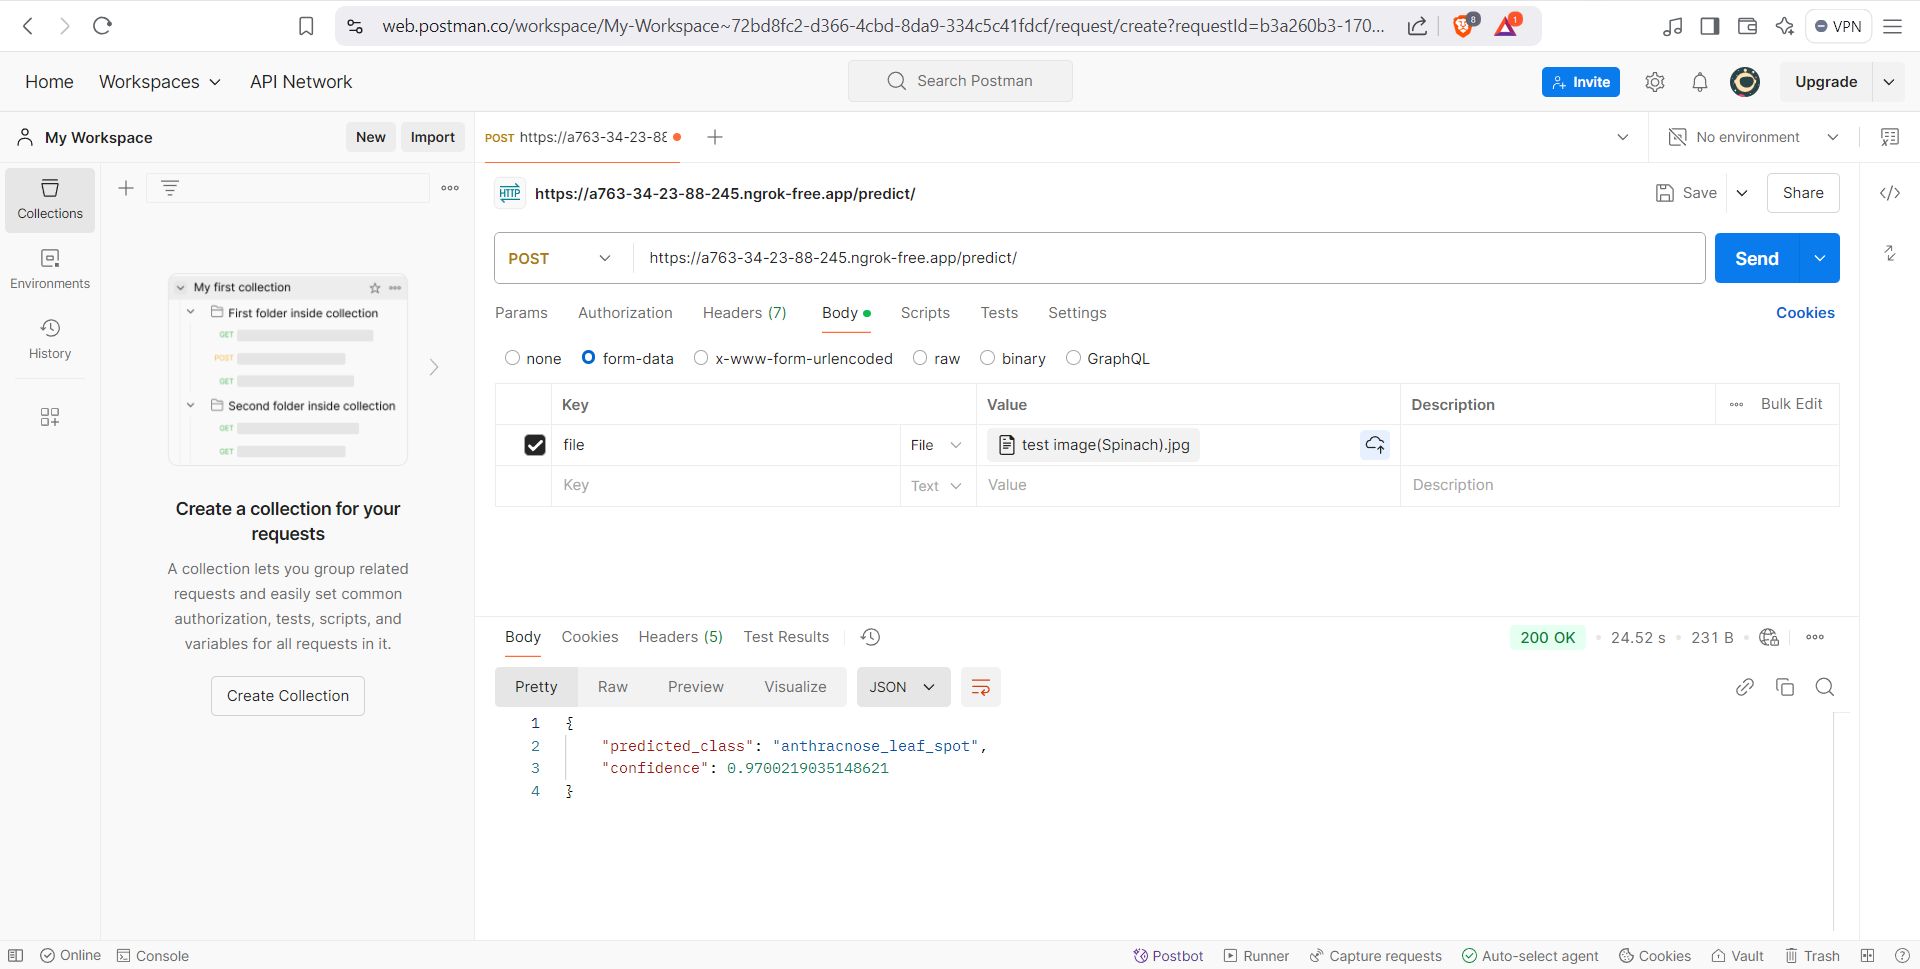 web.postman.co/workspace/My-Workspace~72bd8fc2-d366-4cbd-8da9-334c5c41fdcf/request/create?requestId=b3a260b3-170...
8
1
VPN
Home
Workspaces
API Network
Search Postman
Invite
Upgrade
My Workspace
New
Import
POST https://a763-34-23-88
No environment
Collections
Environments
History
HTTP
https://a763-34-23-88-245.ngrok-free.app/predict/
Save
Share
POST
https://a763-34-23-88-245.ngrok-free.app/predict/
Send
Params
Authorization
Headers (7)
Body
Scripts
Tests
Settings
Cookies
none
form-data
x-www-form-urlencoded
raw
binary
GraphQL
Key
Value
Description
Bulk Edit
file
File
test image(Spinach).jpg
Key
Text
Value
Description
My first collection
First folder inside collection
GET
POST
GET
Second folder inside collection
GET
GET
Create a collection for your
requests
A collection lets you group related
requests and easily set common
authorization, tests, scripts, and
variables for all requests in it.
Create Collection
Body
Cookies
Headers (5)
Test Results
200 OK
24.52 s
231 B
Pretty
Raw
Preview
Visualize
JSON
1 {
2 "predicted_class": "anthracnose_leaf_spot",
3 "confidence": 0.9700219035148621
4 }
Online
Console
Postbot
Runner
Capture requests
Auto-select agent
Cookies
Vault
Trash